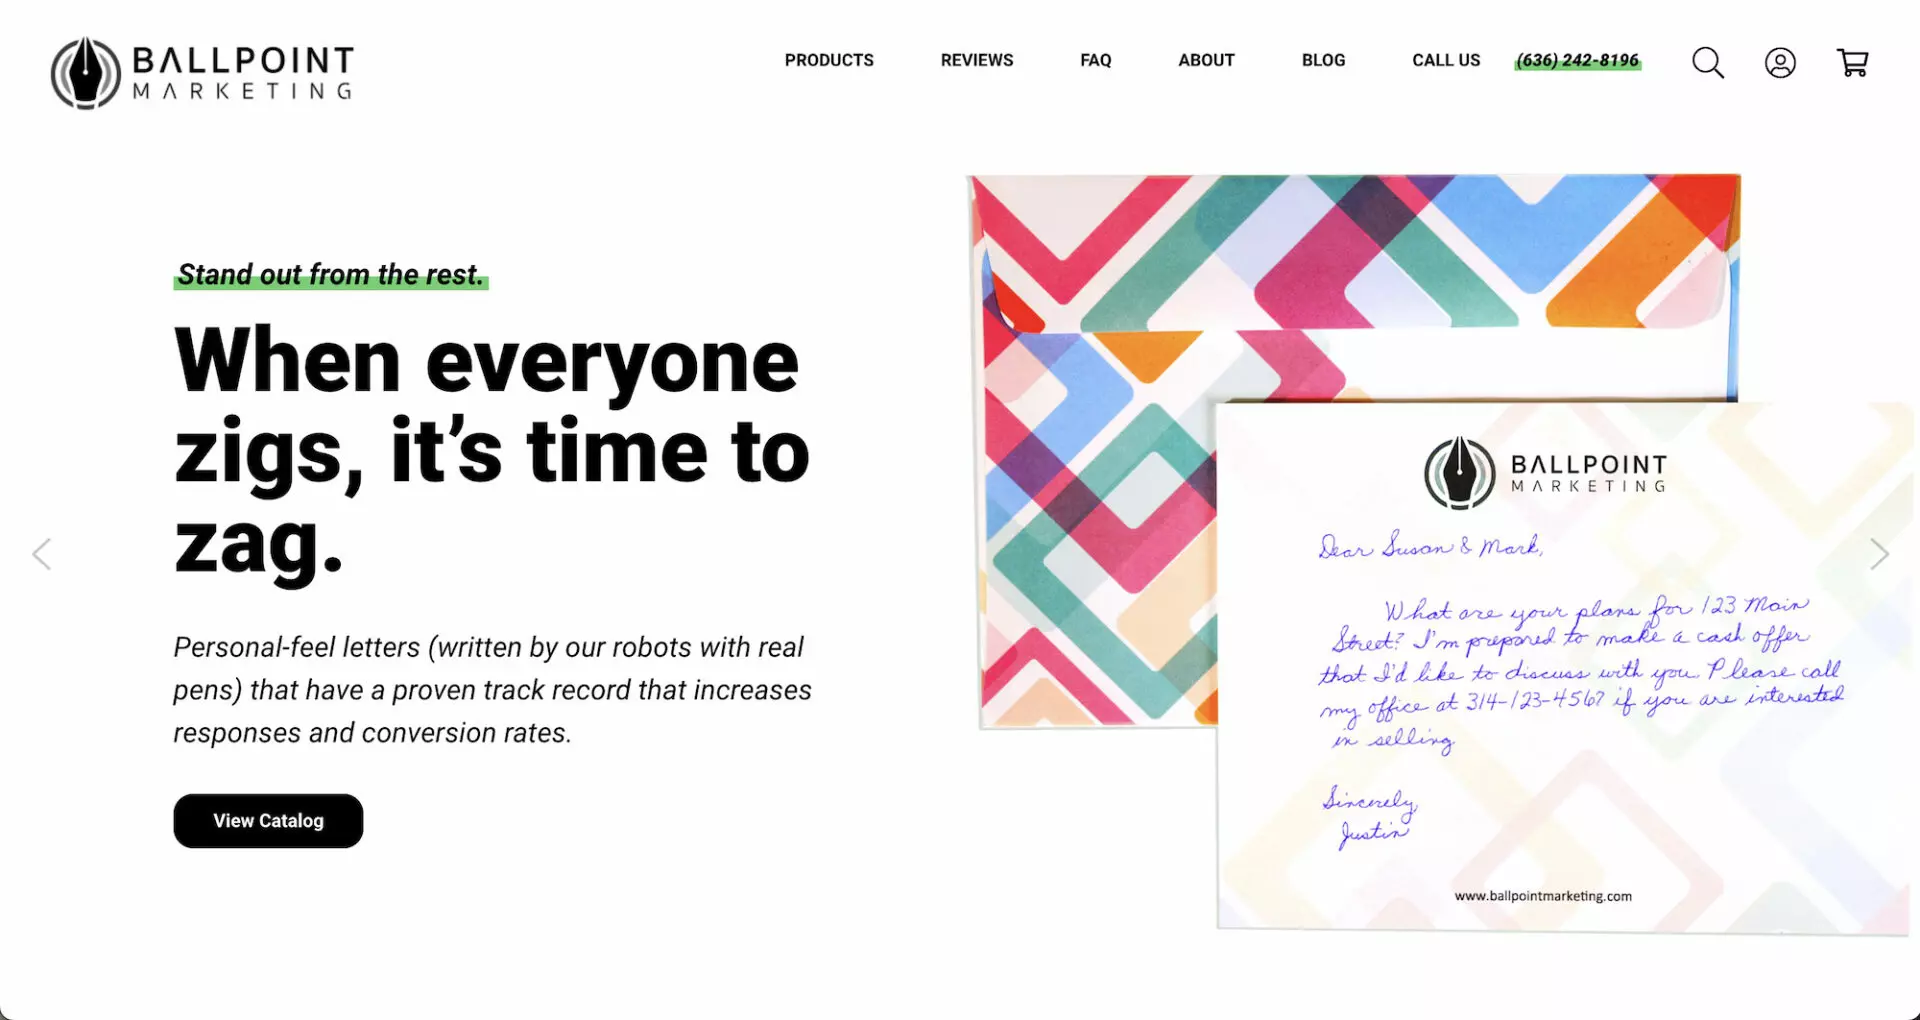 BALLPOINT
MARKETING
PRODUCTS REVIEWS FAQ ABOUT BLOG CALL US (636) 242-8196
Stand out from the rest.
When everyone
zigs, it’s time to
zag.
Personal-feel letters (written by our robots with real
pens) that have a proven track record that increases
responses and conversion rates.
View Catalog
BALLPOINT
MARKETING
Dear Susan & Mark,
What are your plans for 123 Main
Street? I'm prepared to make a cash offer
that I'd like to discuss with you. Please call
my office at 314-123-4567 if you are interested
in selling.
Sincerely,
Justin
www.ballpointmarketing.com